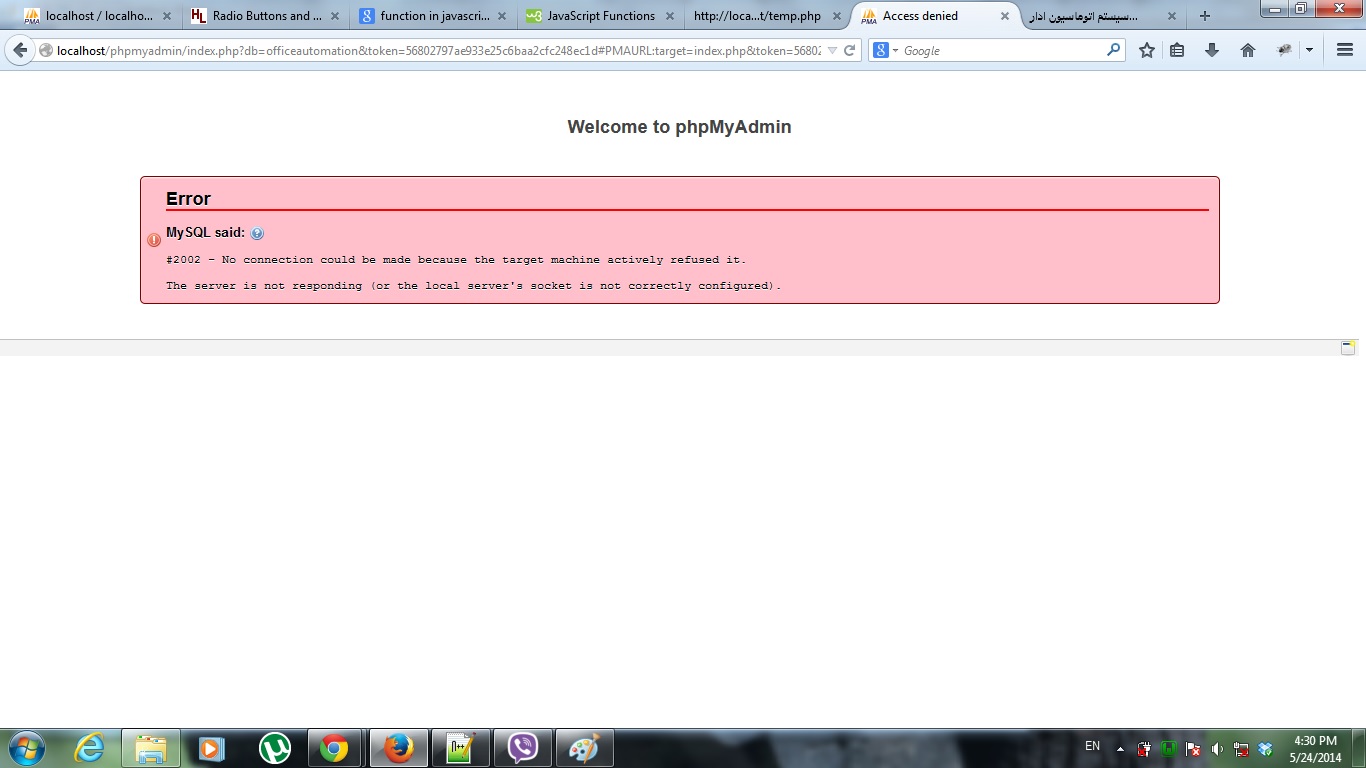 localhost / localho...
Radio Buttons and ...
function in javascri...
JavaScript Functions
http://loca...t/temp.php
Access denied
سیستم اتوماسیون ادار...
localhost/phpmyadmin/index.php?db=officeautomation&token=56802797ae933e25c6baa2cfc248ec1d#PMAURL:target=index.php&token=56802
Google
Welcome to phpMyAdmin
Error
MySQL said:
#2002 - No connection could be made because the target machine actively refused it.
The server is not responding (or the local server's socket is not correctly configured).
EN
4:30 PM
5/24/2014